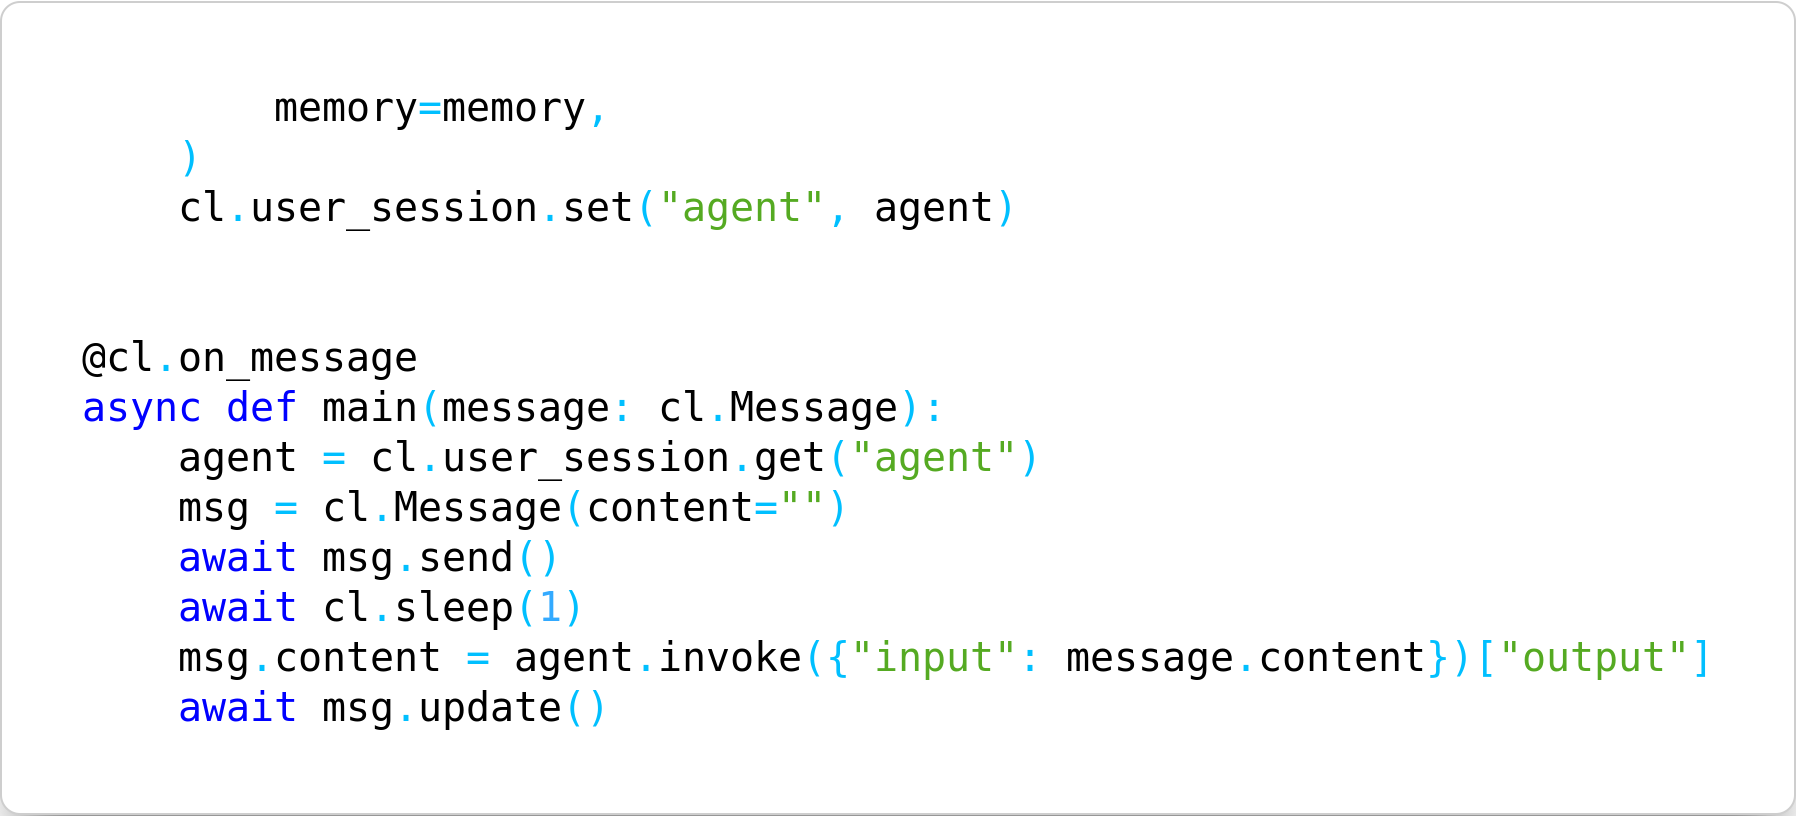 memory=memory,
    )
    cl.user_session.set("agent", agent)


@cl.on_message
async def main(message: cl.Message):
    agent = cl.user_session.get("agent")
    msg = cl.Message(content="")
    await msg.send()
    await cl.sleep(1)
    msg.content = agent.invoke({"input": message.content})["output"]
    await msg.update()